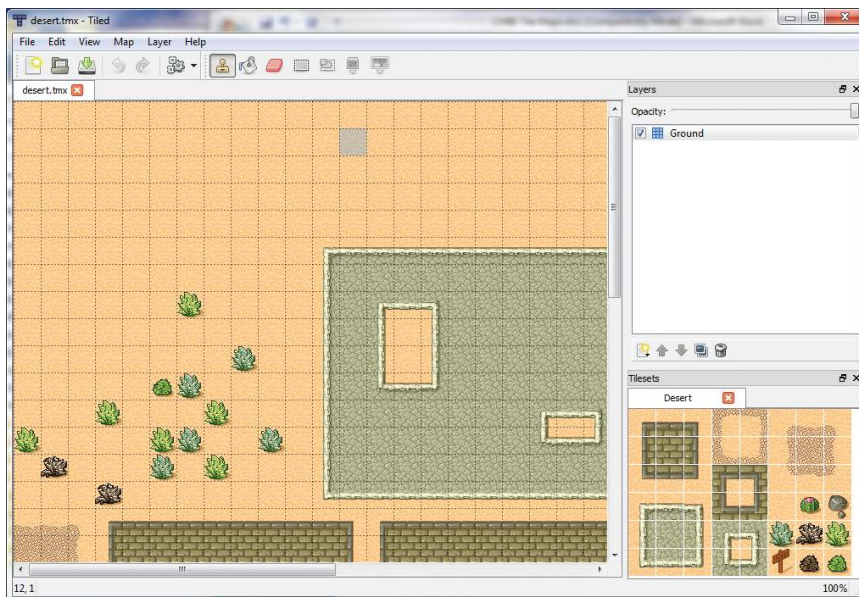 desert.tmx - Tiled
File Edit View Map Layer Help
desert.tmx
Layers
Opacity:
Ground
Tilesets
Desert
12, 1
100%